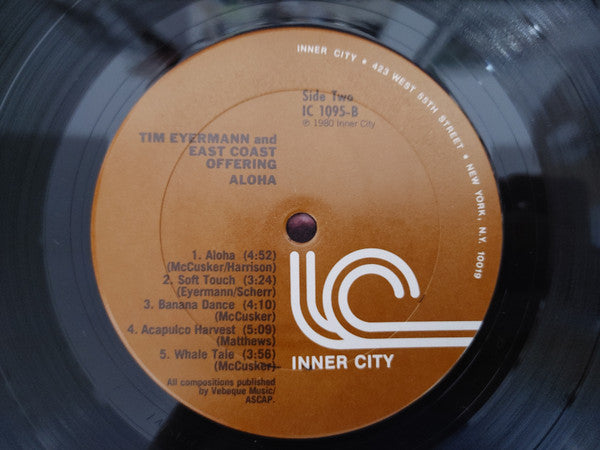 INNER CITY • 423 WEST 55TH STREET • NEW YORK, N.Y. 10019
Side Two
IC 1095-B
℗ 1980 Inner City
TIM EYERMANN and
EAST COAST
OFFERING
ALOHA
1. Aloha (4:52)
(McCusker/Harrison)
2. Soft Touch (3:24)
(Eyermann/Scherr)
3. Banana Dance (4:10)
(McCusker)
4. Acapulco Harvest (5:09)
(Matthews)
5. Whale Tale (3:56)
(McCusker)
All compositions published
by Vebaque Music/
ASCAP.
IC
INNER CITY